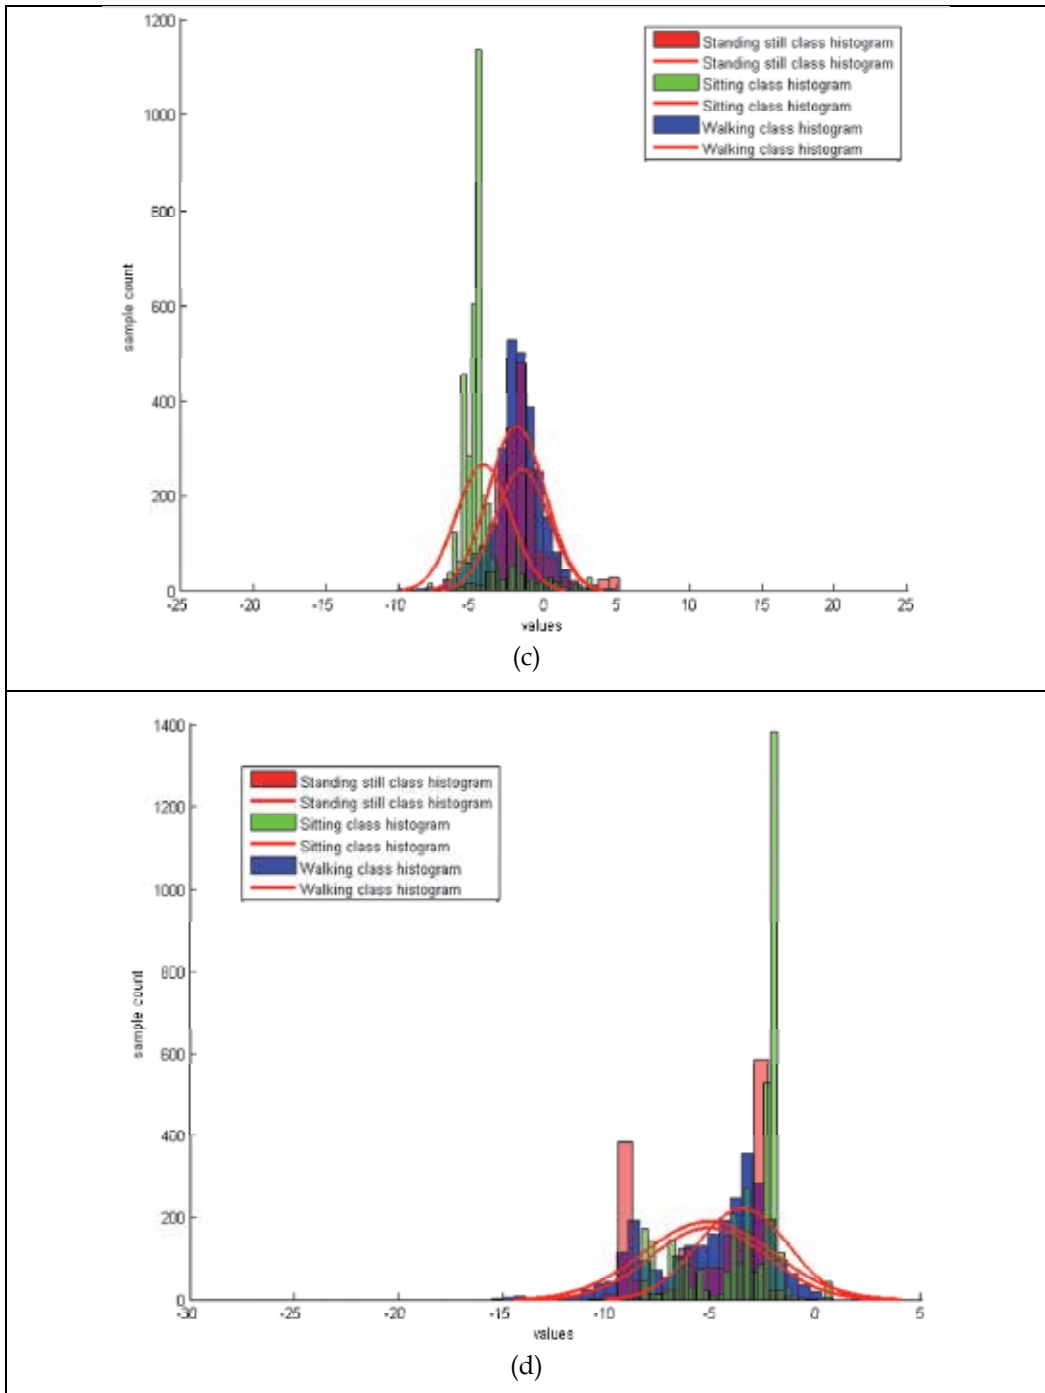 1200
1000
800
600
400
200
0
sample count
Standing still class histogram
Standing still class histogram
Sitting class histogram
Sitting class histogram
Walking class histogram
Walking class histogram
-25 -20 -15 -10 -5 0 5 10 15 20 25
values
(c)
1400
1200
1000
800
600
400
200
0
sample count
Standing still class histogram
Standing still class histogram
Sitting class histogram
Sitting class histogram
Walking class histogram
Walking class histogram
-30 -25 -20 -15 -10 -5 0 5
values
(d)